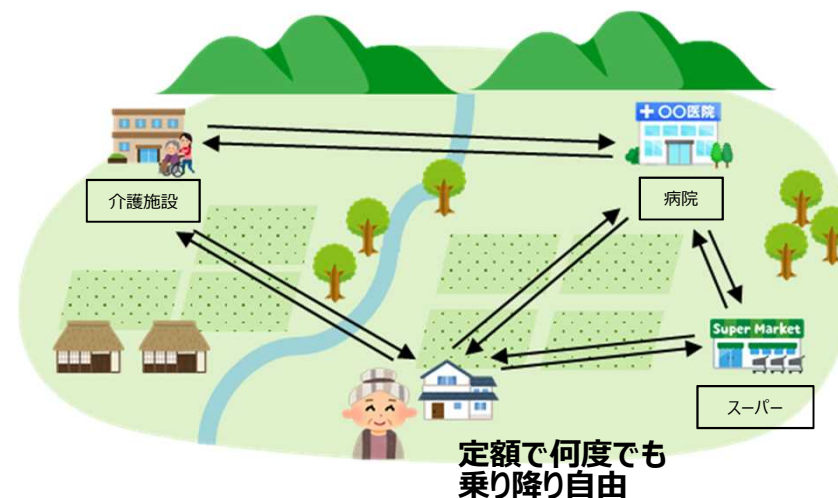 〇〇医院
介護施設
病院
Super Market
スーパー
定額で何度でも
乗り降り自由